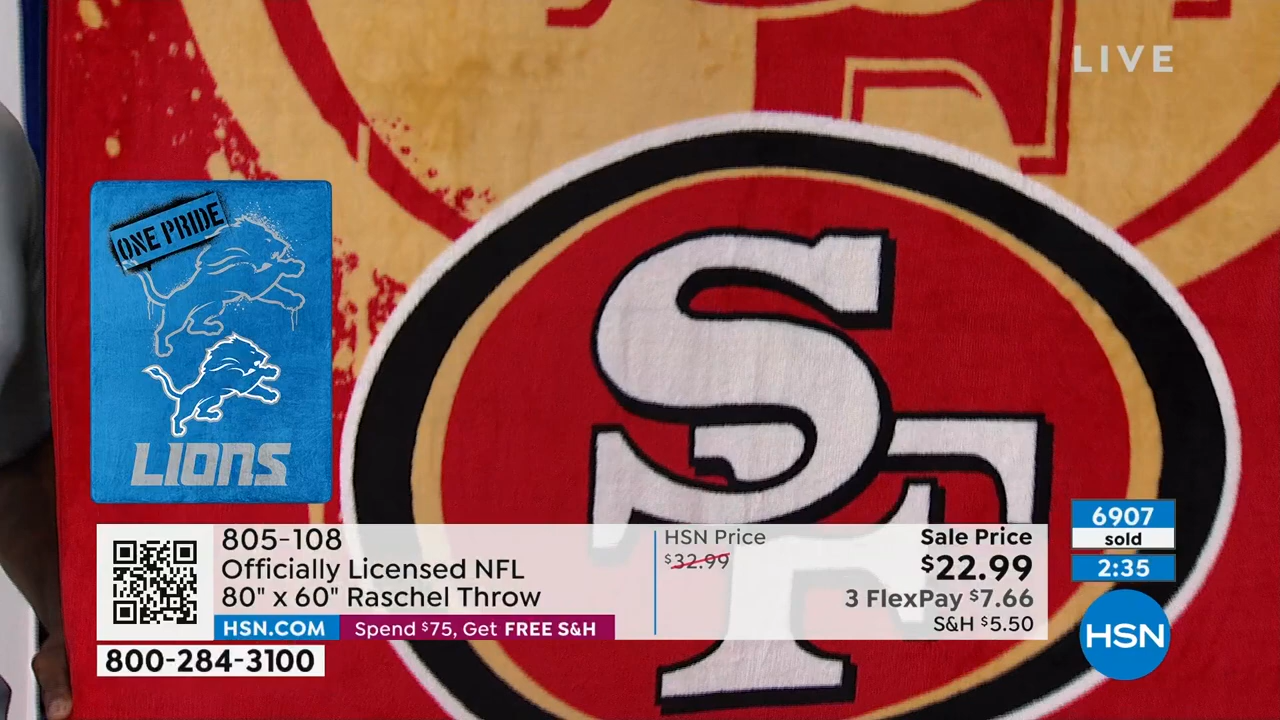 LIVE
ONE PRIDE
LIONS
SF
805-108
Officially Licensed NFL
80" x 60" Raschel Throw
HSN.COM
Spend $75, Get FREE S&H
800-284-3100
HSN Price
$32.99
Sale Price
$22.99
3 FlexPay $7.66
S&H $5.50
6907
sold
2:35
HSN